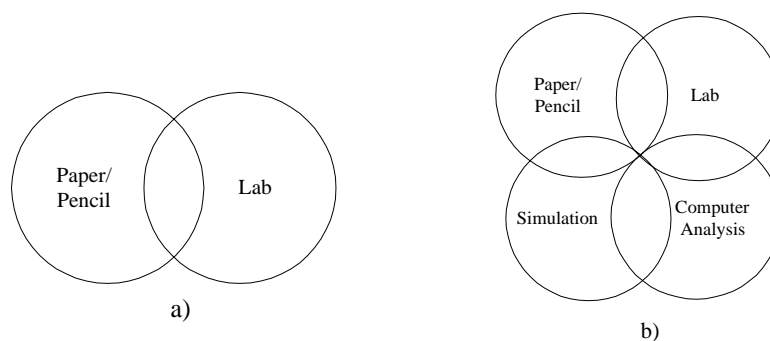 Paper/
Pencil
Lab
a)
Paper/
Pencil
Lab
Simulation
Computer
Analysis
b)